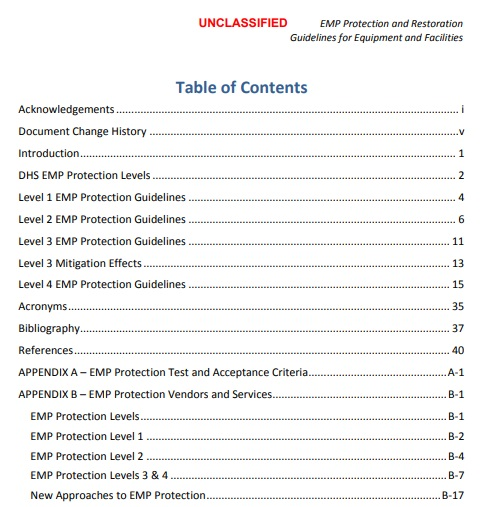 UNCLASSIFIED EMP Protection and Restoration
Guidelines for Equipment and Facilities
Table of Contents
Acknowledgements ........ i
Document Change History ........ v
Introduction ........ 1
DHS EMP Protection Levels ........ 2
Level 1 EMP Protection Guidelines ........ 4
Level 2 EMP Protection Guidelines ........ 6
Level 3 EMP Protection Guidelines ........ 11
Level 3 Mitigation Effects ........ 13
Level 4 EMP Protection Guidelines ........ 15
Acronyms ........ 35
Bibliography ........ 37
References ........ 40
APPENDIX A – EMP Protection Test and Acceptance Criteria ........ A-1
APPENDIX B – EMP Protection Vendors and Services ........ B-1
EMP Protection Levels ........ B-1
EMP Protection Level 1 ........ B-2
EMP Protection Level 2 ........ B-4
EMP Protection Levels 3 & 4 ........ B-7
New Approaches to EMP Protection ........ B-17